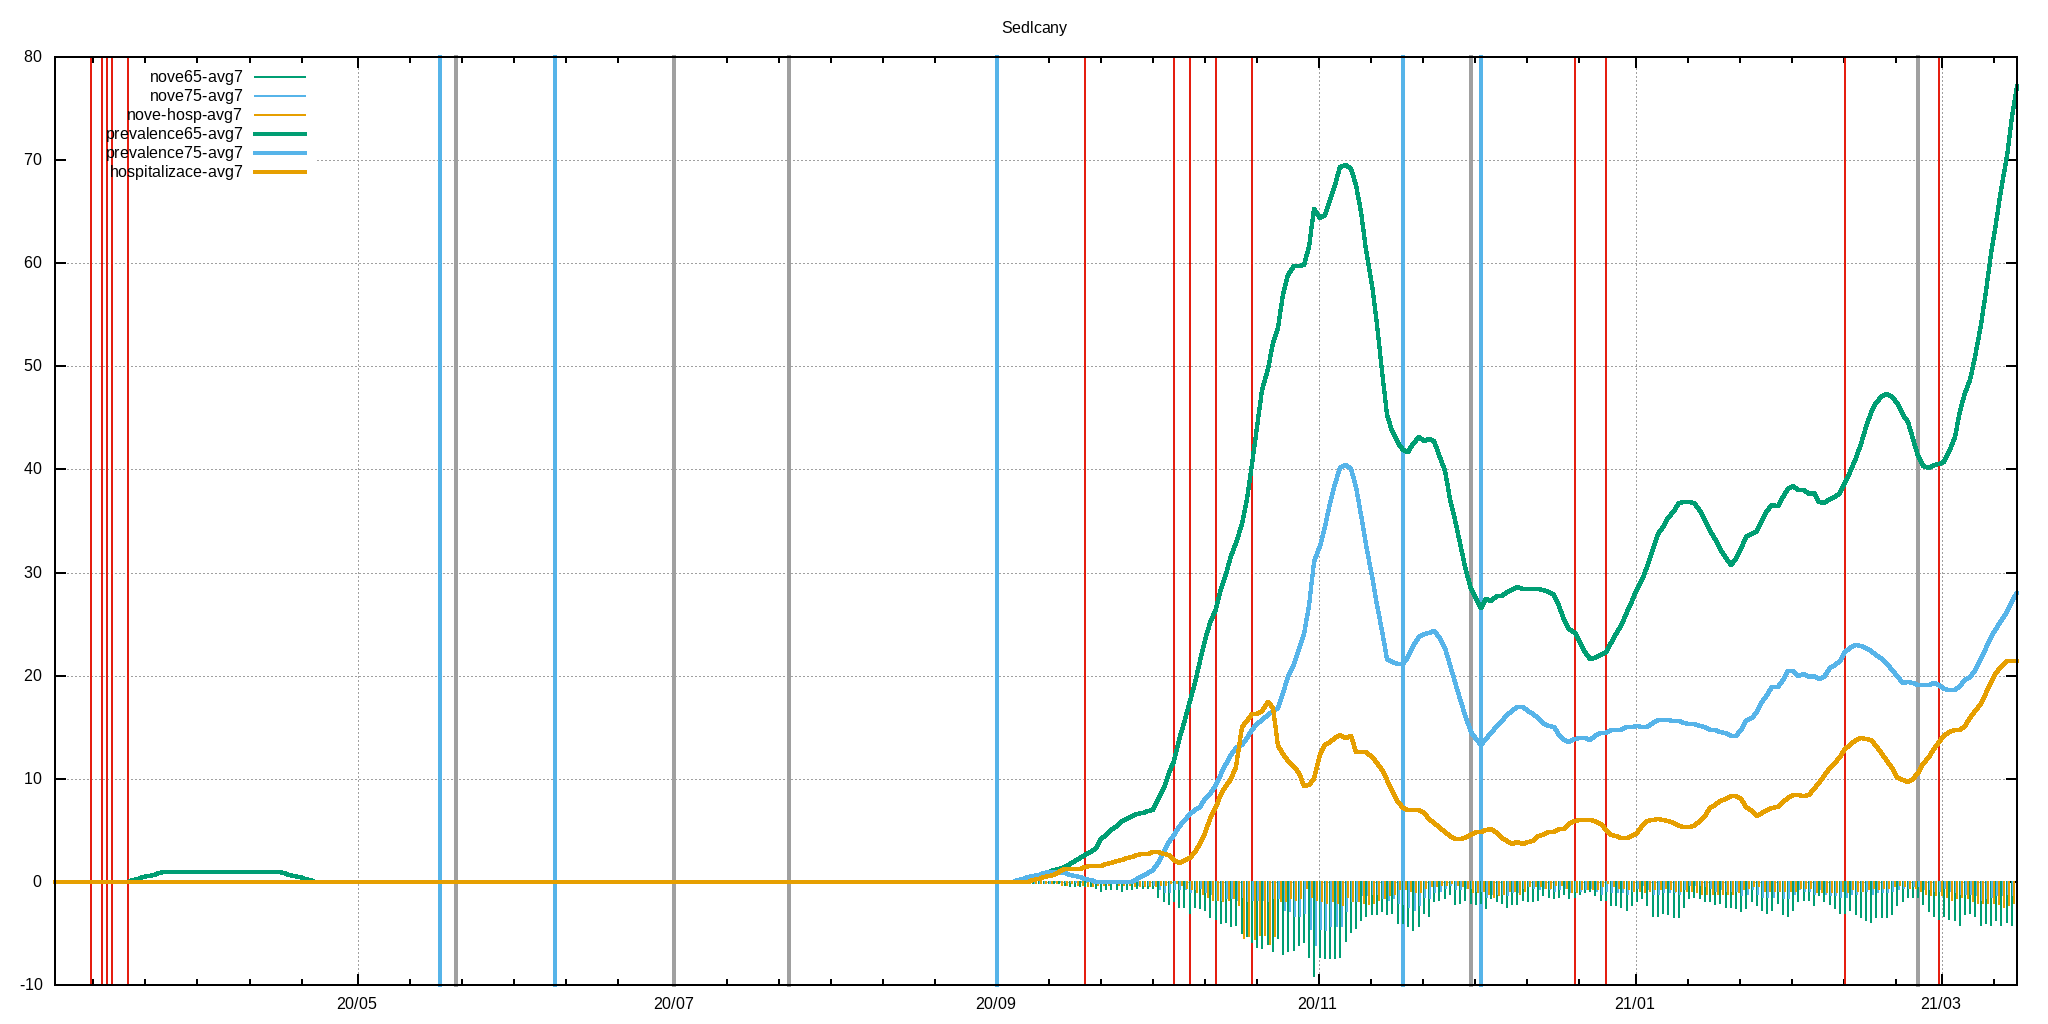 Sedlcany
80
70
60
50
40
30
20
10
0
-10
nove65-avg7
nove75-avg7
nove-hosp-avg7
prevalence65-avg7
prevalence75-avg7
hospitalizace-avg7
20/05 20/07 20/09 20/11 21/01 21/03